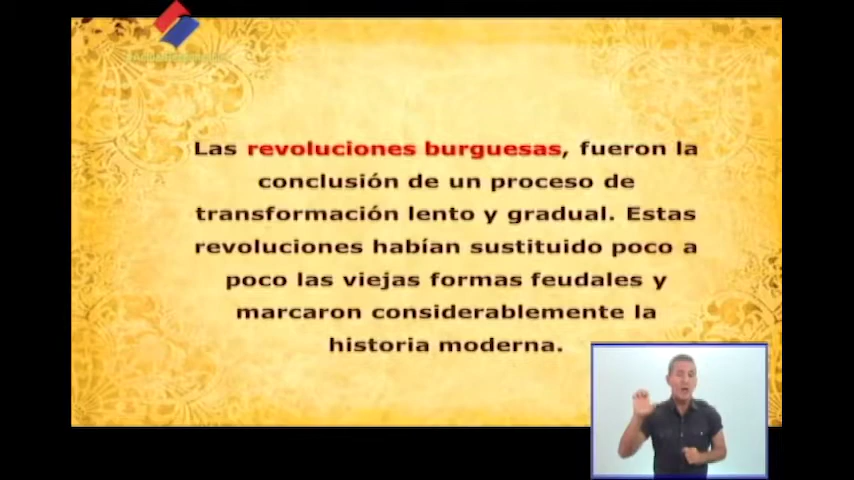 Las revoluciones burguesas, fueron la
conclusión de un proceso de
transformación lento y gradual. Estas
revoluciones habían sustituido poco a
poco las viejas formas feudales y
marcaron considerablemente la
historia moderna.